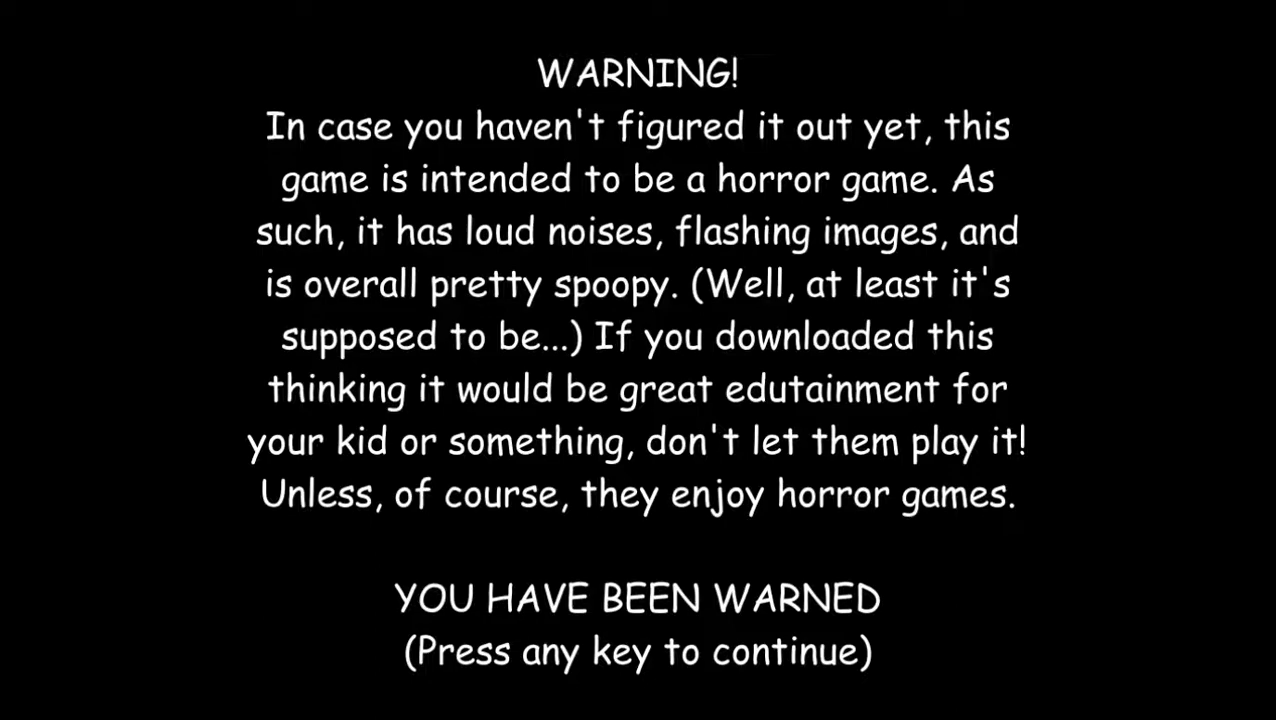 WARNING!
In case you haven't figured it out yet, this
game is intended to be a horror game. As
such, it has loud noises, flashing images, and
is overall pretty spoopy. (Well, at least it's
supposed to be...) If you downloaded this
thinking it would be great edutainment for
your kid or something, don't let them play it!
Unless, of course, they enjoy horror games.
YOU HAVE BEEN WARNED
(Press any key to continue)